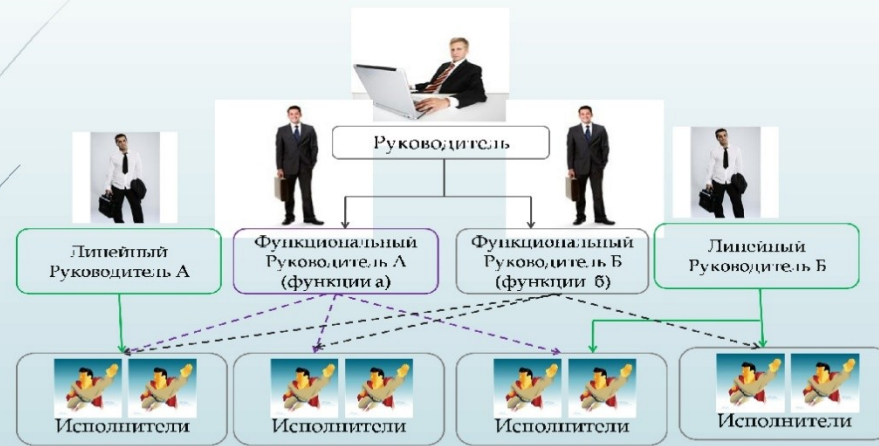 Руководитель
Линейный
Руководитель А
Функциональный
Руководитель А
(функции а)
Функциональный
Руководитель Б
(функции б)
Линейный
Руководитель Б
Исполнители
Исполнители
Исполнители
Исполнители